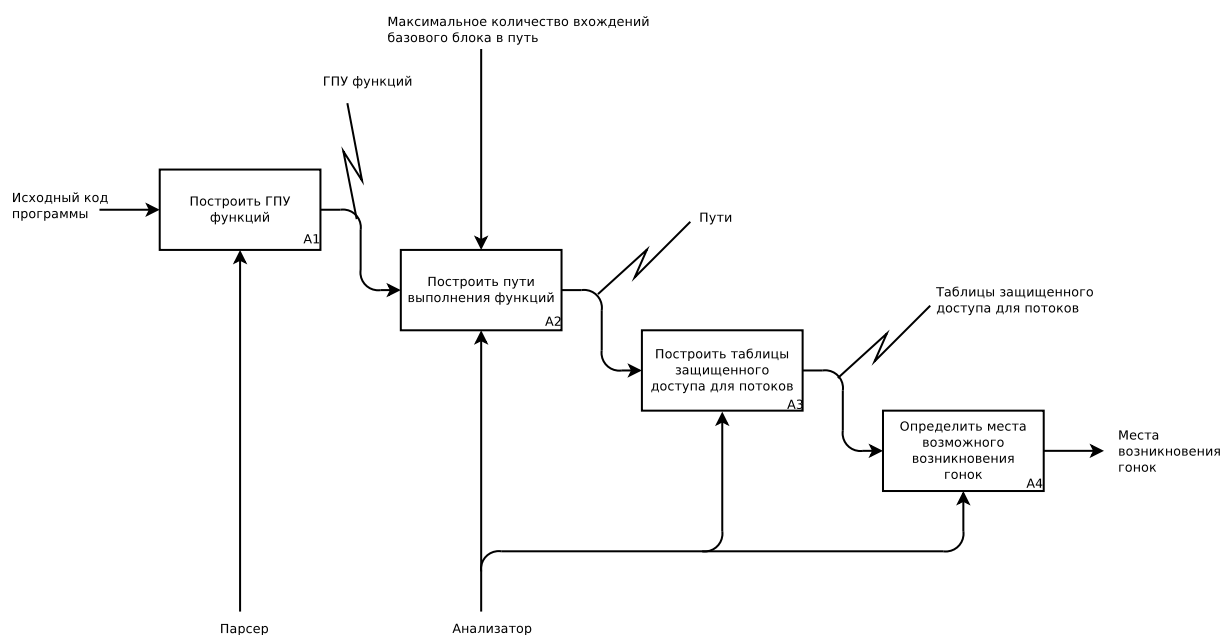 Максимальное количество вхождений
базового блока в путь
ГПУ функций
Исходный код
программы
Построить ГПУ
функций
A1
Пути
Построить пути
выполнения функций
A2
Таблицы защищенного
доступа для потоков
Построить таблицы
защищенного
доступа для потоков
A3
Определить места
возможного
возникновения
гонок
A4
Места
возникновения
гонок
Парсер
Анализатор